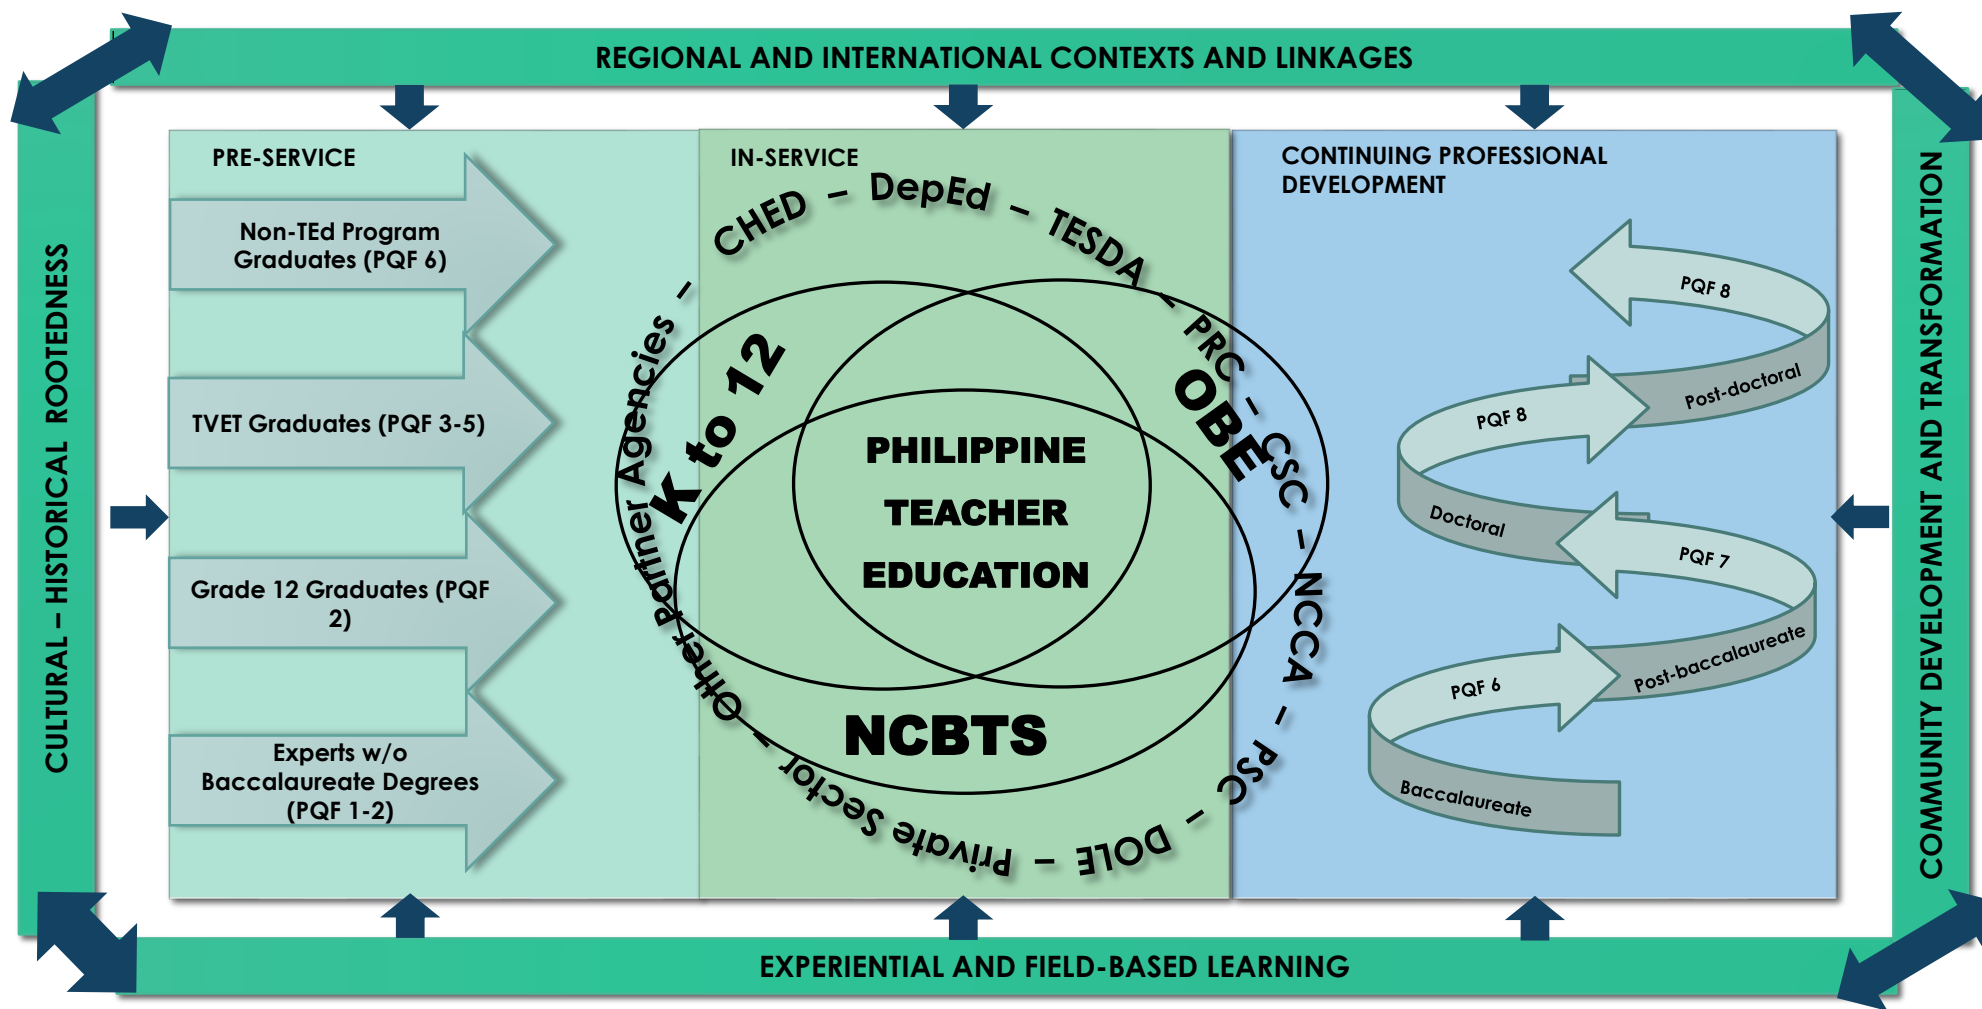 REGIONAL AND INTERNATIONAL CONTEXTS AND LINKAGES
CULTURAL – HISTORICAL ROOTEDNESS
PRE-SERVICE
Non-TEd Program
Graduates (PQF 6)
TVET Graduates (PQF 3-5)
Grade 12 Graduates (PQF
2)
Experts w/o
Baccalaureate Degrees
(PQF 1-2)
IN-SERVICE
CHED – DepEd – TESDA – PRC – CSC – NCCA – PSC – DOLE – Private Sector – Other Partner Agencies –
K to 12
OBE
PHILIPPINE
TEACHER
EDUCATION
NCBTS
CONTINUING PROFESSIONAL
DEVELOPMENT
PQF 8
Post-doctoral
PQF 8
Doctoral
PQF 7
Post-baccalaureate
PQF 6
Baccalaureate
COMMUNITY DEVELOPMENT AND TRANSFORMATION
EXPERIENTIAL AND FIELD-BASED LEARNING